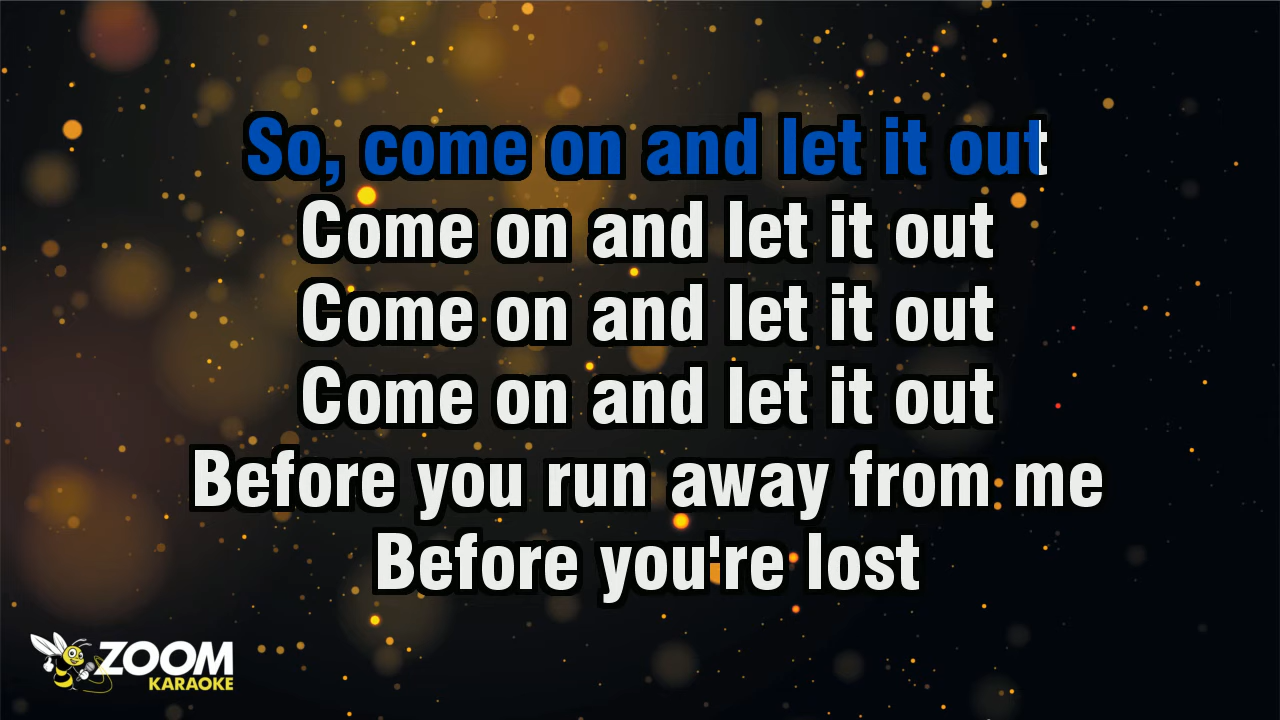 So, come on and let it out
Come on and let it out
Come on and let it out
Come on and let it out
Before you run away from me
Before you're lost
ZOOM
KARAOKE